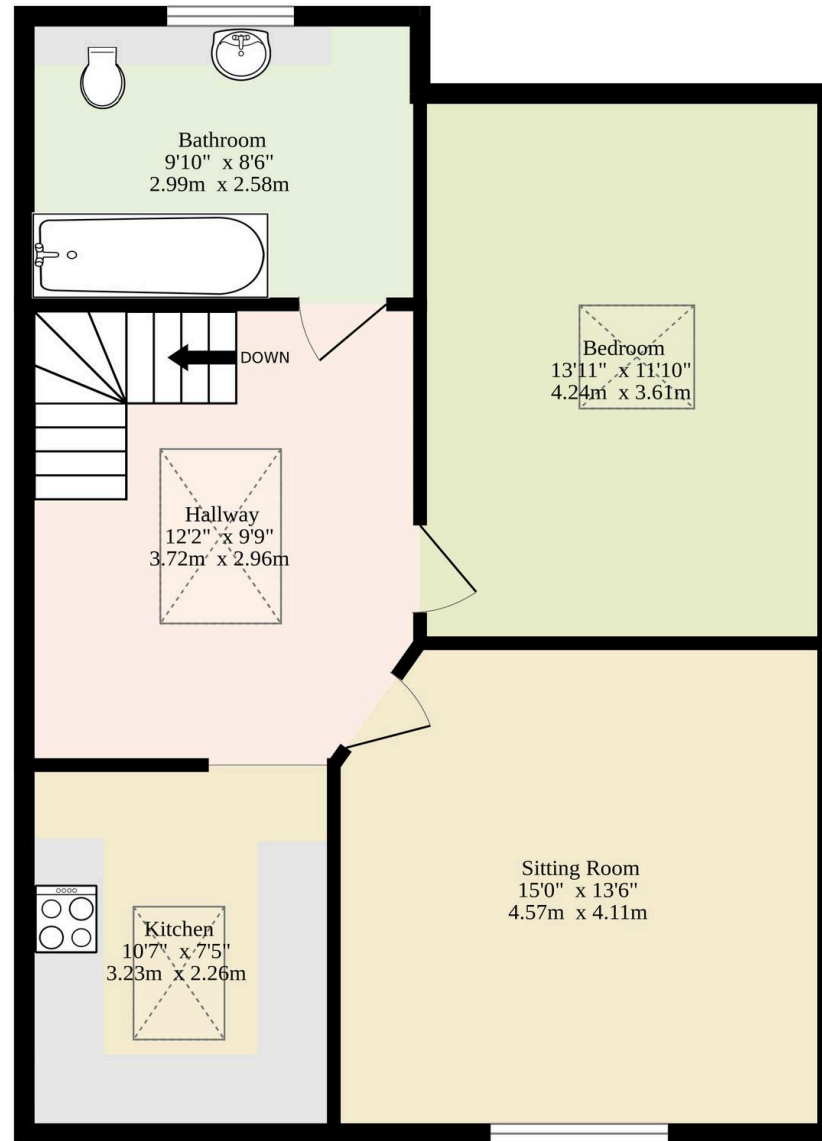 Bathroom
9'10" x 8'6"
2.99m x 2.58m
DOWN
Bedroom
13'11" x 11'10"
4.24m x 3.61m
Hallway
12'2" x 9'9"
3.72m x 2.96m
Sitting Room
15'0" x 13'6"
4.57m x 4.11m
Kitchen
10'7" x 7'5"
3.23m x 2.26m